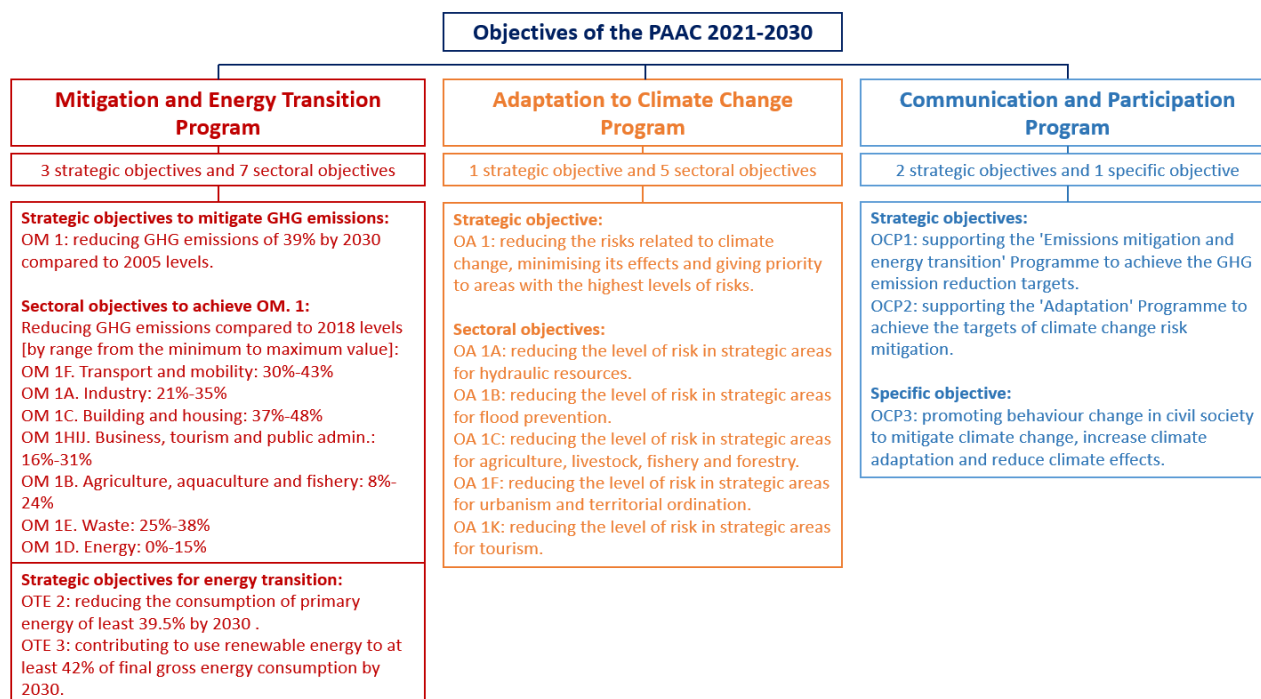 Objectives of the PAAC 2021-2030
Mitigation and Energy Transition
Program
3 strategic objectives and 7 sectoral objectives
Strategic objectives to mitigate GHG emissions:
OM 1: reducing GHG emissions of 39% by 2030
compared to 2005 levels.
Sectoral objectives to achieve OM. 1:
Reducing GHG emissions compared to 2018 levels
[by range from the minimum to maximum value]:
OM 1F. Transport and mobility: 30%-43%
OM 1A. Industry: 21%-35%
OM 1C. Building and housing: 37%-48%
OM 1HIJ. Business, tourism and public admin.:
16%-31%
OM 1B. Agriculture, aquaculture and fishery: 8%-
24%
OM 1E. Waste: 25%-38%
OM 1D. Energy: 0%-15%
Strategic objectives for energy transition:
OTE 2: reducing the consumption of primary
energy of least 39.5% by 2030 .
OTE 3: contributing to use renewable energy to at
least 42% of final gross energy consumption by
2030.
Adaptation to Climate Change
Program
1 strategic objective and 5 sectoral objectives
Strategic objective:
OA 1: reducing the risks related to climate
change, minimising its effects and giving priority
to areas with the highest levels of risks.
Sectoral objectives:
OA 1A: reducing the level of risk in strategic areas
for hydraulic resources.
OA 1B: reducing the level of risk in strategic areas
for flood prevention.
OA 1C: reducing the level of risk in strategic areas
for agriculture, livestock, fishery and forestry.
OA 1F: reducing the level of risk in strategic areas
for urbanism and territorial ordination.
OA 1K: reducing the level of risk in strategic areas
for tourism.
Communication and Participation
Program
2 strategic objectives and 1 specific objective
Strategic objectives:
OCP1: supporting the 'Emissions mitigation and
energy transition' Programme to achieve the GHG
emission reduction targets.
OCP2: supporting the 'Adaptation' Programme to
achieve the targets of climate change risk
mitigation.
Specific objective:
OCP3: promoting behaviour change in civil society
to mitigate climate change, increase climate
adaptation and reduce climate effects.